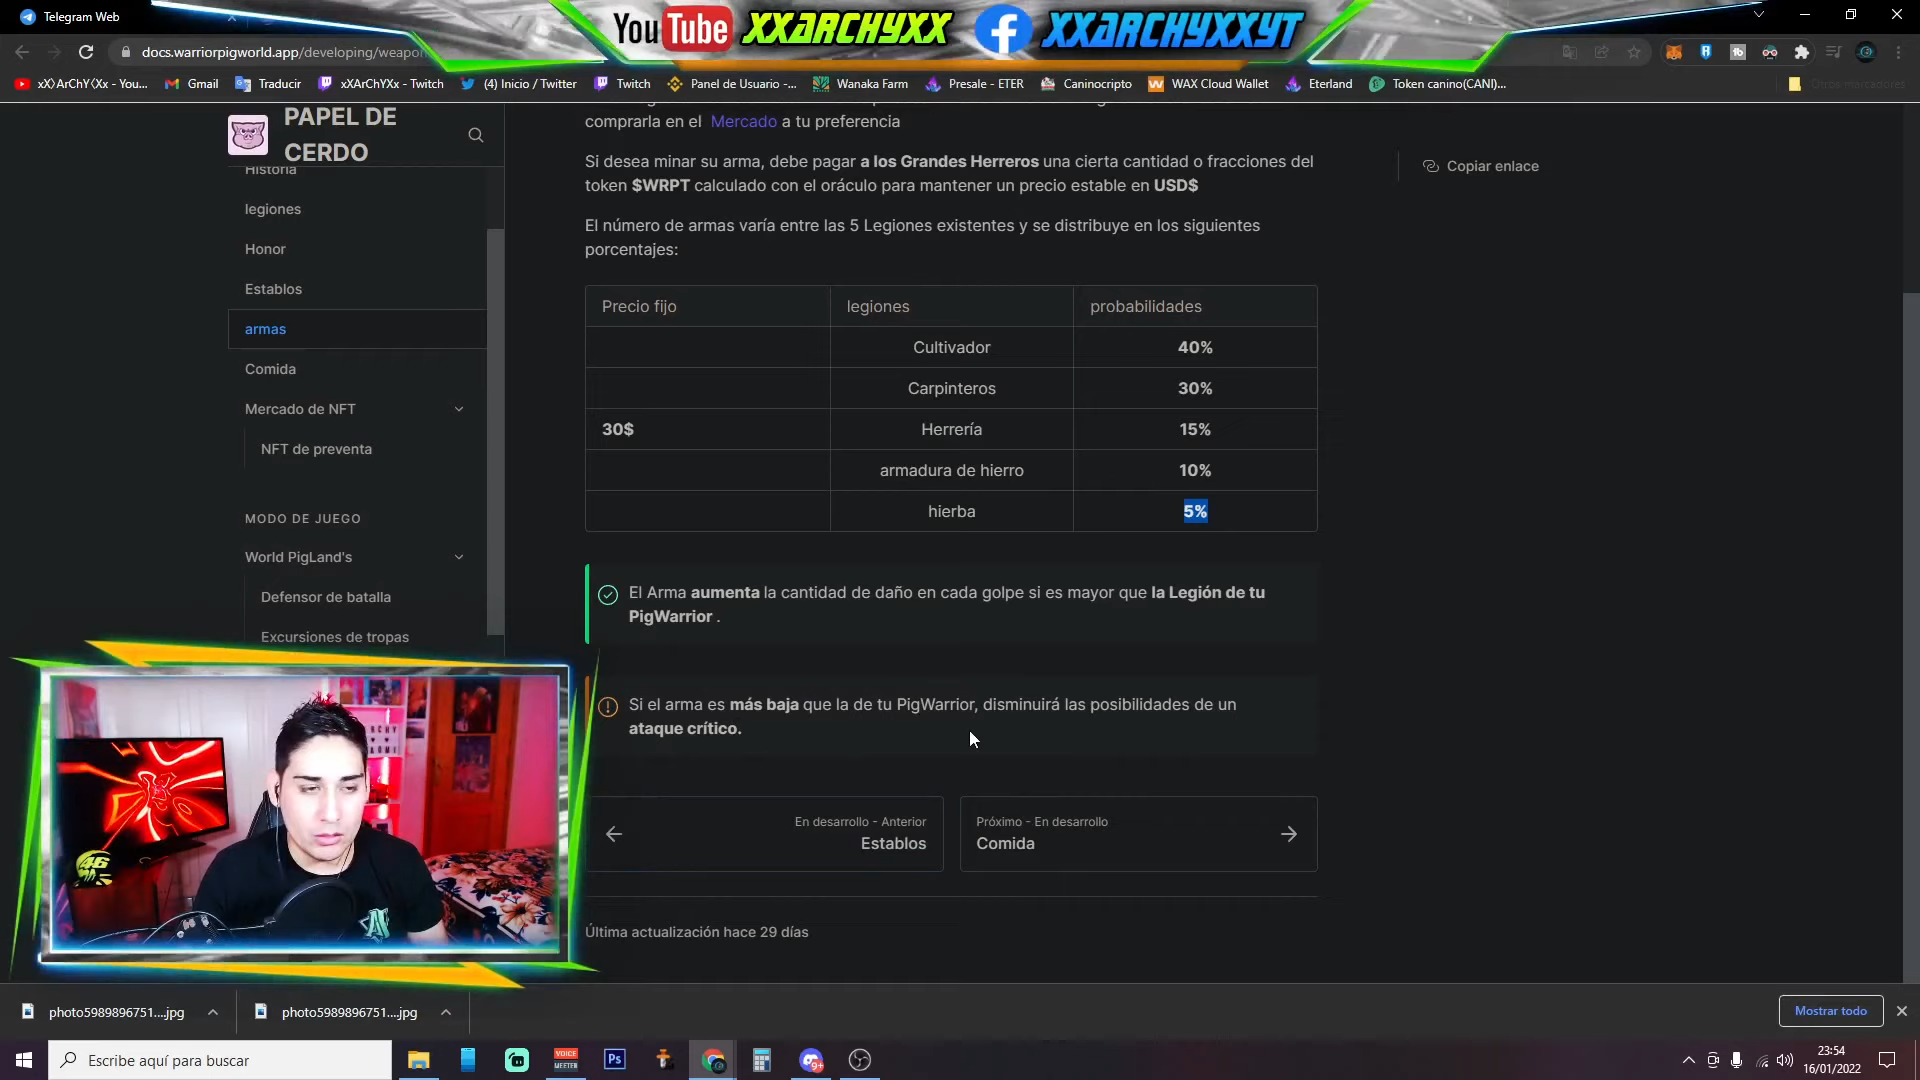 Telegram Web
YouTube XXARCHYXX XXARCHYXXYT
docs.warriorpigworld.app/developing/weapon
xX)ArChY(Xx - You...
Gmail
Traducir
xXArChYXx - Twitch
(4) Inicio / Twitter
Twitch
Panel de Usuario -...
Wanaka Farm
Presale - ETER
Caninocripto
WAX Cloud Wallet
Eterland
Token canino(CANI)...
Otros marcadores
PAPEL DE
CERDO
Historia
legiones
Honor
Establos
armas
Comida
Mercado de NFT
NFT de preventa
MODO DE JUEGO
World PigLand's
Defensor de batalla
Excursiones de tropas
comprarla en el Mercado a tu preferencia
Si desea minar su arma, debe pagar a los Grandes Herreros una cierta cantidad o fracciones del
token $WRPT calculado con el oráculo para mantener un precio estable en USD$
El número de armas varía entre las 5 Legiones existentes y se distribuye en los siguientes
porcentajes:
Precio fijo legiones probabilidades
Cultivador 40%
Carpinteros 30%
30$ Herrería 15%
armadura de hierro 10%
hierba 5%
El Arma aumenta la cantidad de daño en cada golpe si es mayor que la Legión de tu
PigWarrior .
Si el arma es más baja que la de tu PigWarrior, disminuirá las posibilidades de un
ataque crítico.
En desarrollo - Anterior
Establos
Próximo - En desarrollo
Comida
Última actualización hace 29 días
Copiar enlace
46
photo5989896751....jpg
photo5989896751....jpg
Mostrar todo
Escribe aquí para buscar
VOICE
MEETER
Ps
9+
23:54
16/01/2022